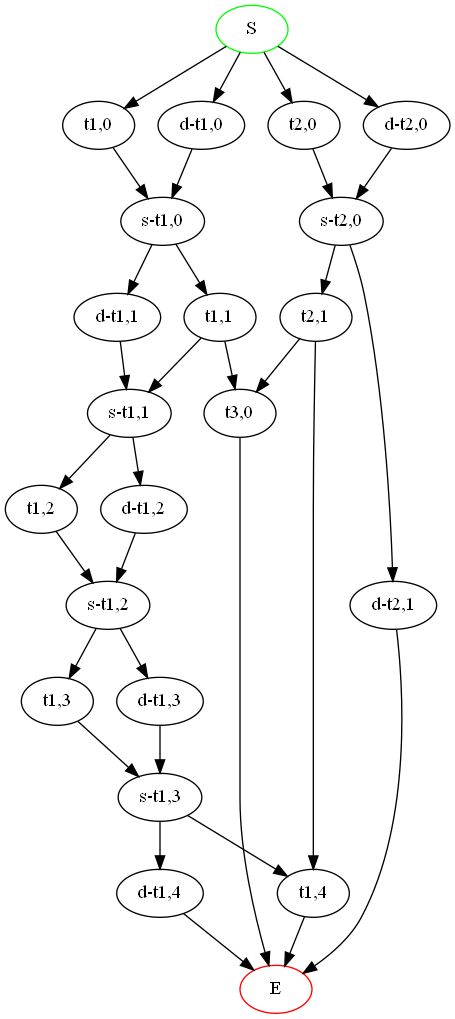 S
t1,0
d-t1,0
t2,0
d-t2,0
s-t1,0
s-t2,0
d-t1,1
t1,1
t2,1
s-t1,1
t3,0
t1,2
d-t1,2
s-t1,2
d-t2,1
t1,3
d-t1,3
s-t1,3
d-t1,4
t1,4
E